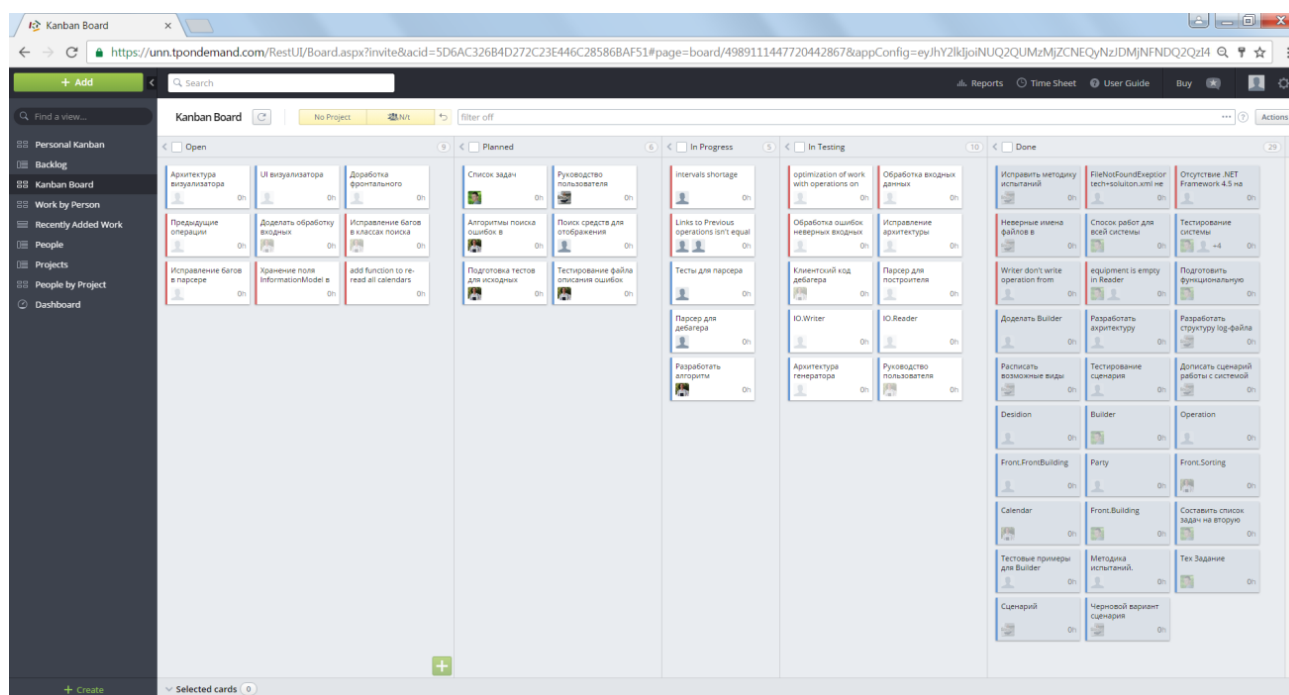 Kanban Board
https://unn.tpondemand.com/RestUI/Board.aspx?invite&acid=5D6AC326B4D272C23E446C28586BAF51#page=board/4989111447720442867&appConfig=
+ Add
Search
Reports Time Sheet User Guide Buy
Find a view...
Personal Kanban
Backlog
Kanban Board
Work by Person
Recently Added Work
People
Projects
People by Project
Dashboard
+ Create
Kanban Board No Project N/t filter off Actions
Open 9
Planned 6
In Progress 5
In Testing 10
Done 29
Архитектура
визуализатора
0h
UI визуализатора
0h
Доработка
фронтального
0h
Предыдущие
операции
0h
Доделать обработку
входных
0h
Исправление багов
в классах поиска
0h
Исправление багов
в парсере
0h
Хранение поля
InformationModel в
0h
add function to re-
read all calendars
0h
Список задач
0h
Руководство
пользователя
0h
Алгоритмы поиска
ошибок в
0h
Поиск средств для
отображения
0h
Подготовка тестов
для исходных
0h
Тестирование файла
описания ошибок
0h
intervals shortage
0h
Links to Previous
operations isn't equal
0h
Тесты для парсера
0h
Парсер для
дебагера
0h
Разработать
алгоритм
0h
optimization of work
with operations on
0h
Обработка входных
данных
0h
Обработка ошибок
неверных входных
0h
Исправление
архитектуры
0h
Клиентский код
дебагера
0h
Парсер для
построителя
0h
IO.Writer
0h
IO.Reader
0h
Архитектура
генератора
0h
Руководство
пользователя
0h
Исправить методику
испытаний
0h
FileNotFoundExeptior
tech+soluiton.xml не
0h
Отсуствие .NET
Framework 4.5 на
0h
Неверные имена
файлов в
0h
Спосок работ для
всей системы
0h
Тестирование
системы
+4 0h
Writer don't write
operation from
0h
equipment is empty
in Reader
0h
Подготовить
функциональную
0h
Доделать Builder
0h
Разработать
ахритектуру
0h
Разработать
структуру log-файла
0h
Расписать
возможные виды
0h
Тестирование
сценария
0h
Дописать сценарий
работы с системой
0h
Desidion
0h
Builder
0h
Operation
0h
Front.FrontBuilding
0h
Party
0h
Front.Sorting
0h
Calendar
0h
Front.Building
0h
Составить список
задач на вторую
0h
Тестовые примеры
для Builder
0h
Методика
испытаний.
0h
Тех Задание
0h
Сценарий
0h
Черновой вариант
сценария
0h
Selected cards 0